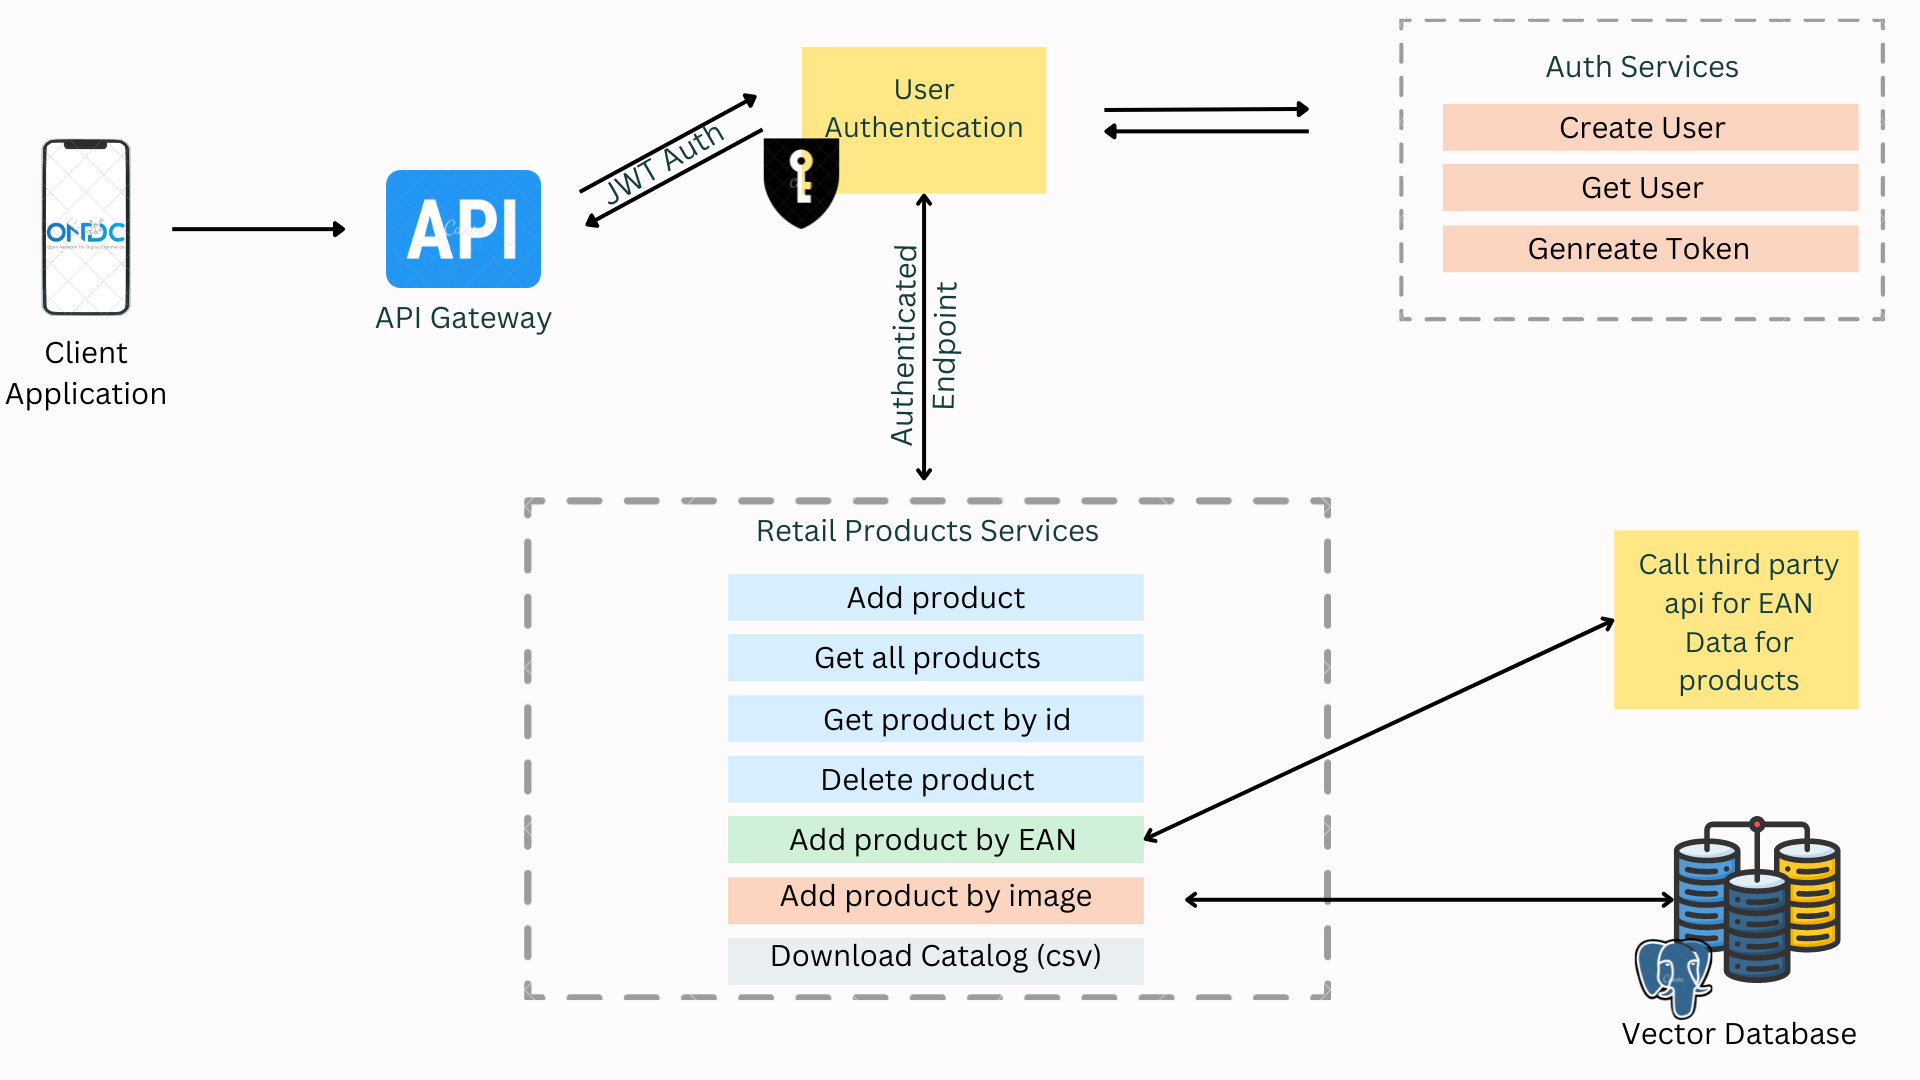 User
Authentication
Auth Services
Create User
Get User
Genreate Token
JWT Auth
ONDC
API
API Gateway
Client
Application
Authenticated
Endpoint
Retail Products Services
Add product
Get all products
Get product by id
Delete product
Add product by EAN
Add product by image
Download Catalog (csv)
Call third party
api for EAN
Data for
products
Vector Database